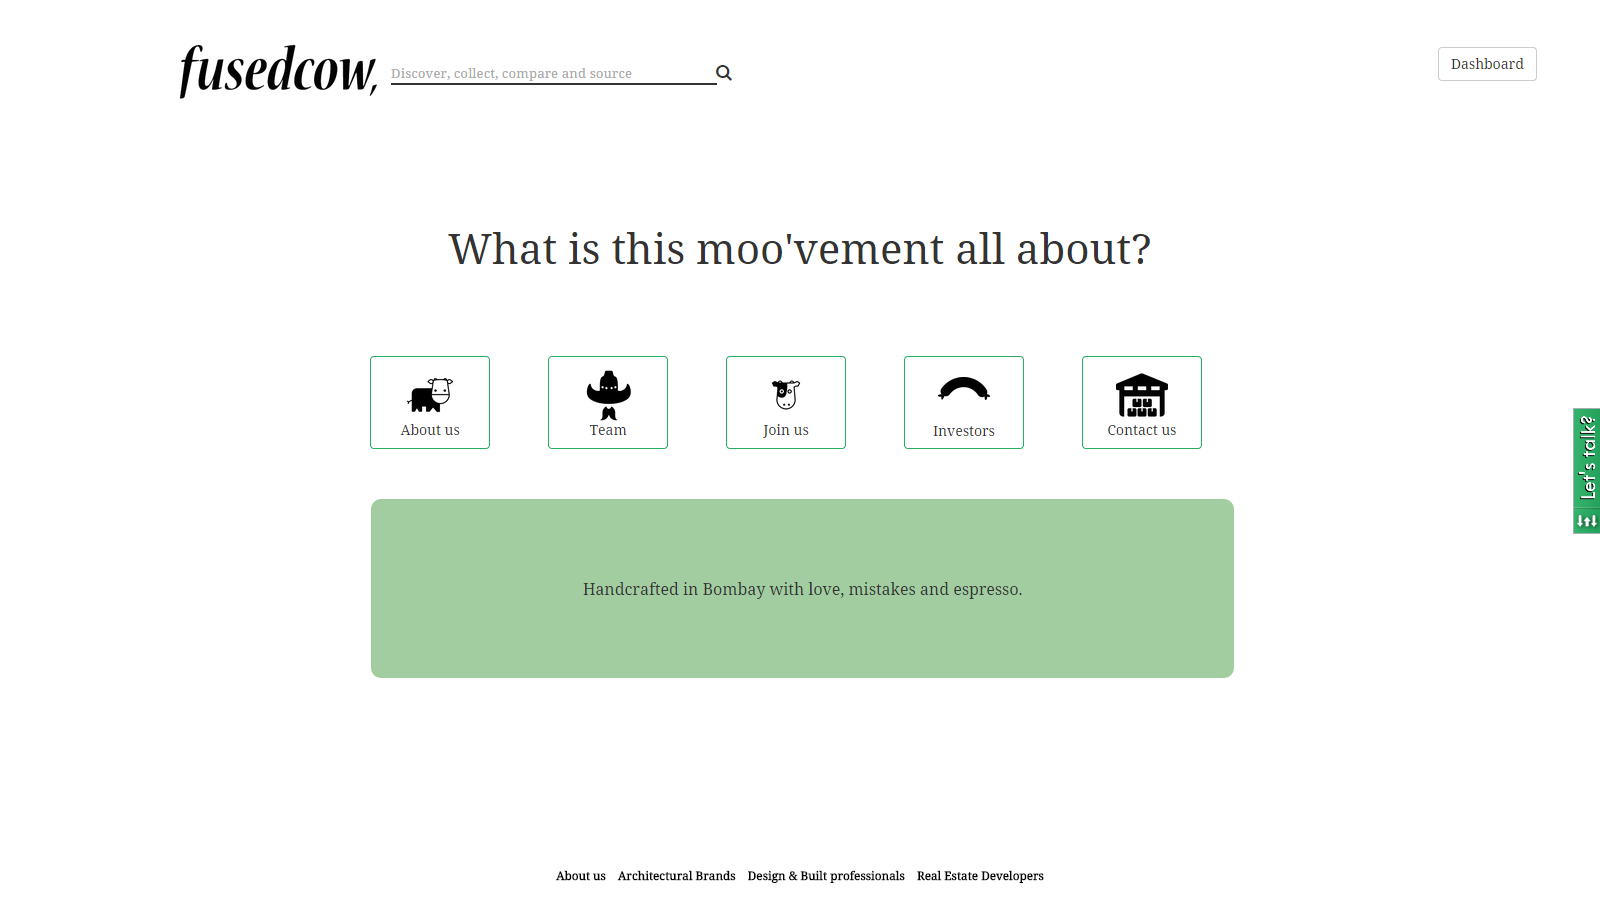 fusedcow,
Discover, collect, compare and source
Dashboard
What is this moo'vement all about?
About us
Team
Join us
Investors
Contact us
Let's talk?
Handcrafted in Bombay with love, mistakes and espresso.
About us Architectural Brands Design & Built professionals Real Estate Developers